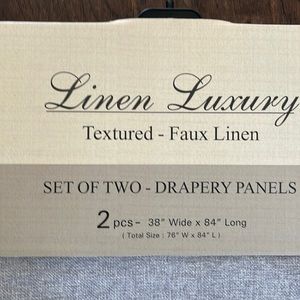 Linen Luxury
Textured - Faux Linen
SET OF TWO - DRAPERY PANELS
2 pcs - 38" Wide x 84" Long
( Total Size : 76" W x 84" L )